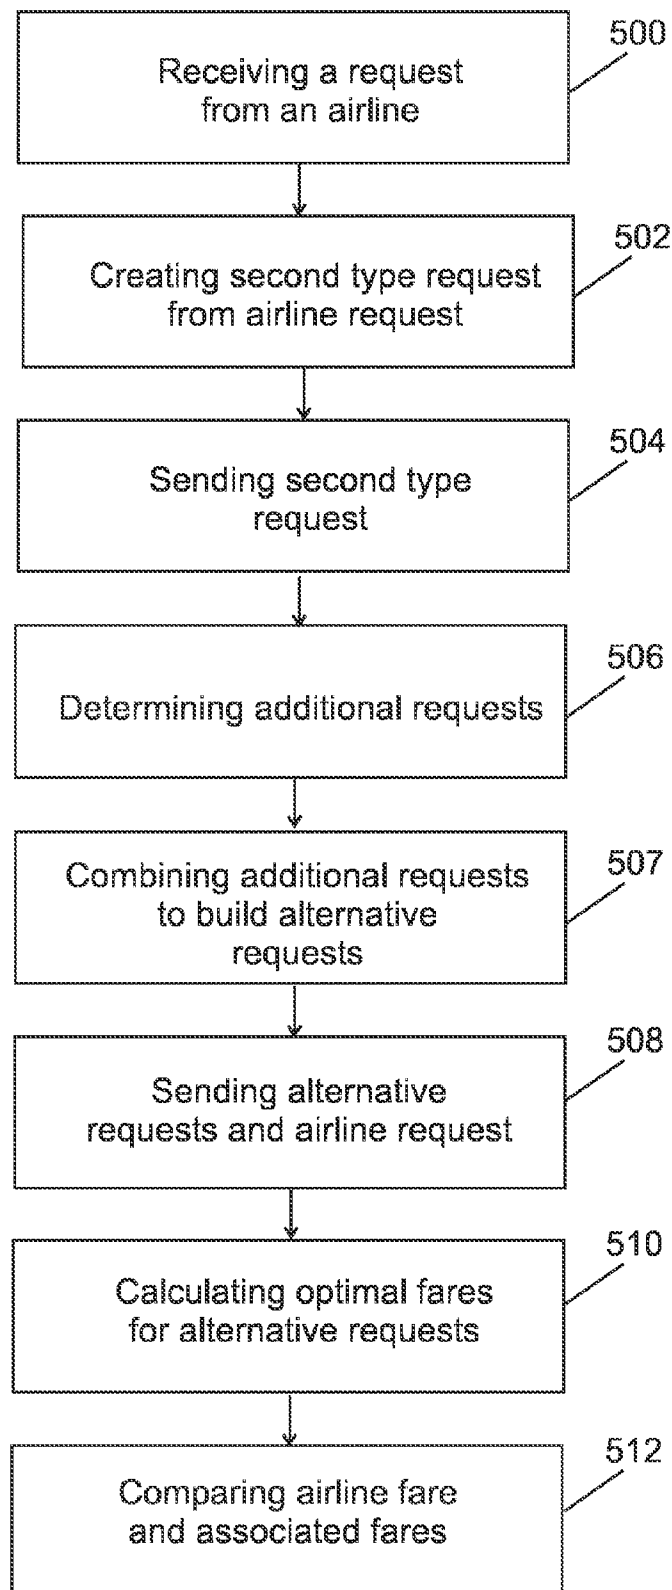 500
Receiving a request
from an airline
502
Creating second type request
from airline request
504
Sending second type
request
506
Determining additional requests
507
Combining additional requests
to build alternative
requests
508
Sending alternative
requests and airline request
510
Calculating optimal fares
for alternative requests
512
Comparing airline fare
and associated fares